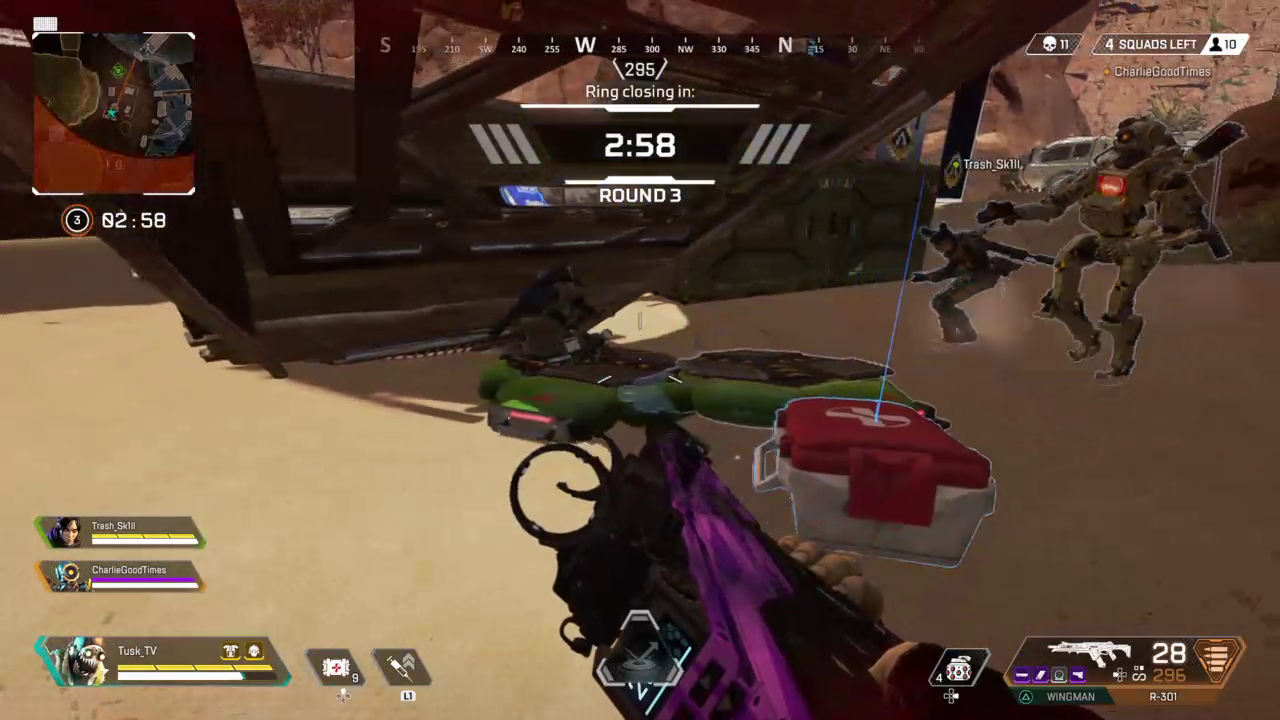 S 195 210 SW 240 255 W 285 300 NW 330 345 N 15 30 NE 60
295
Ring closing in:
2:58
ROUND 3
11
4 SQUADS LEFT 10
CharlieGoodTimes
Trash_Sk1ll
3 02:58
Trash_Sk1ll
CharlieGoodTimes
Tusk_TV
9
L1
4
28
296
WINGMAN
R-301